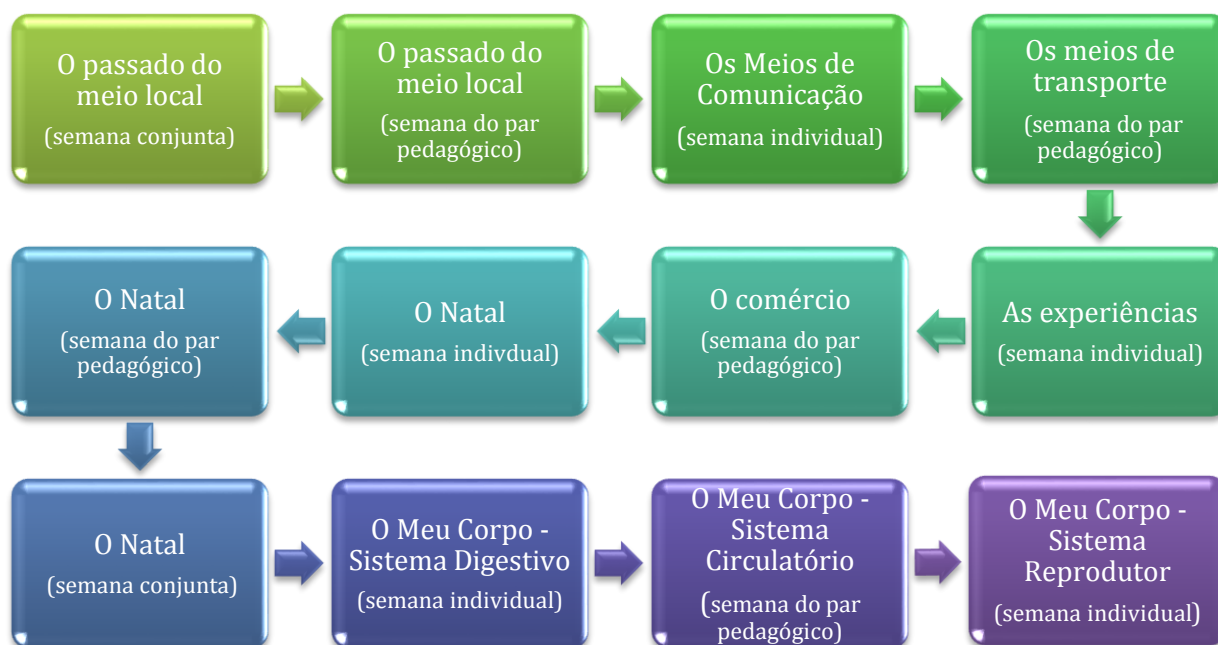 O passado do
meio local
(semana conjunta)
O passado do
meio local
(semana do par
pedagógico)
Os Meios de
Comunicação
(semana individual)
Os meios de
transporte
(semana do par
pedagógico)
As experiências
(semana individual)
O comércio
(semana do par
pedagógico)
O Natal
(semana indivdual)
O Natal
(semana do par
pedagógico)
O Natal
(semana conjunta)
O Meu Corpo -
Sistema Digestivo
(semana individual)
O Meu Corpo -
Sistema
Circulatório
(semana do par
pedagógico)
O Meu Corpo -
Sistema
Reprodutor
(semana individual)